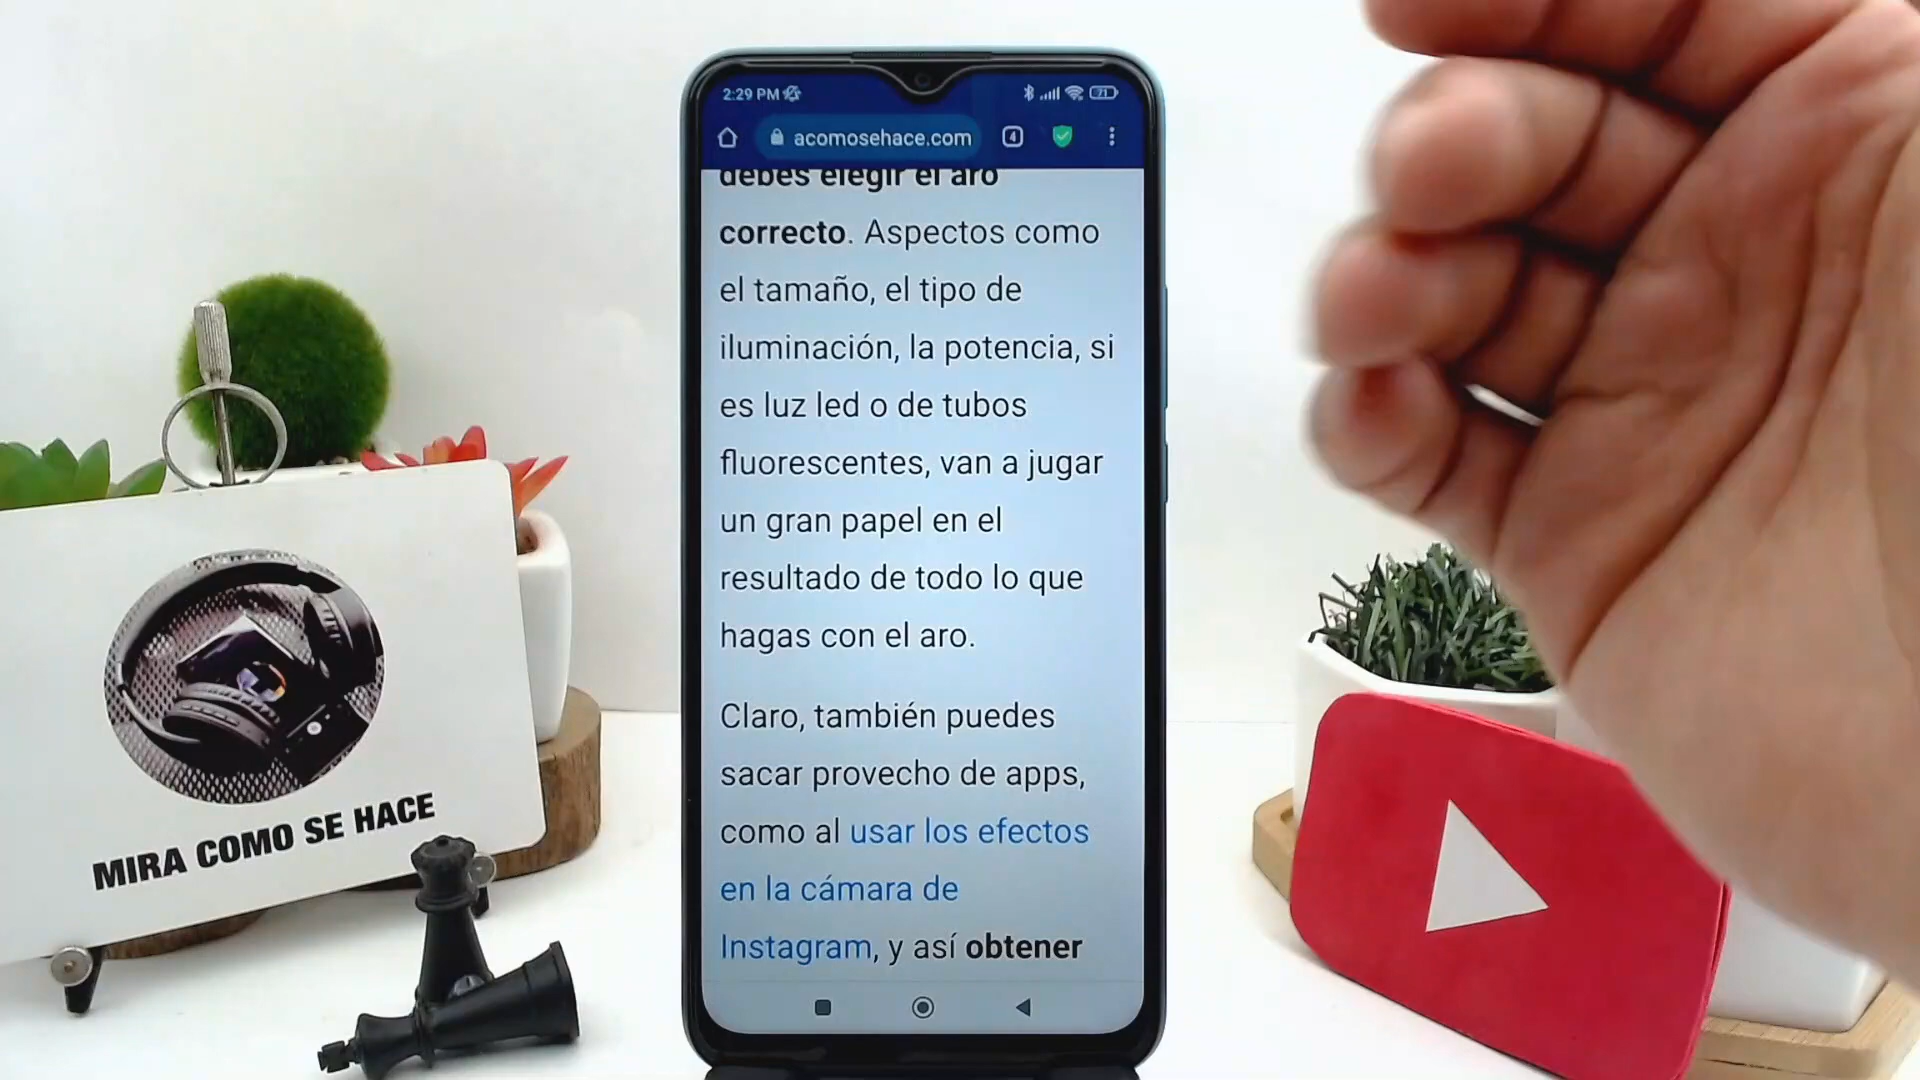 2:29 PM
71
acomosehace.com
4
debes elegir el aro
correcto. Aspectos como
el tamaño, el tipo de
iluminación, la potencia, si
es luz led o de tubos
fluorescentes, van a jugar
un gran papel en el
resultado de todo lo que
hagas con el aro.
Claro, también puedes
sacar provecho de apps,
como al usar los efectos
en la cámara de
Instagram, y así obtener
MIRA COMO SE HACE